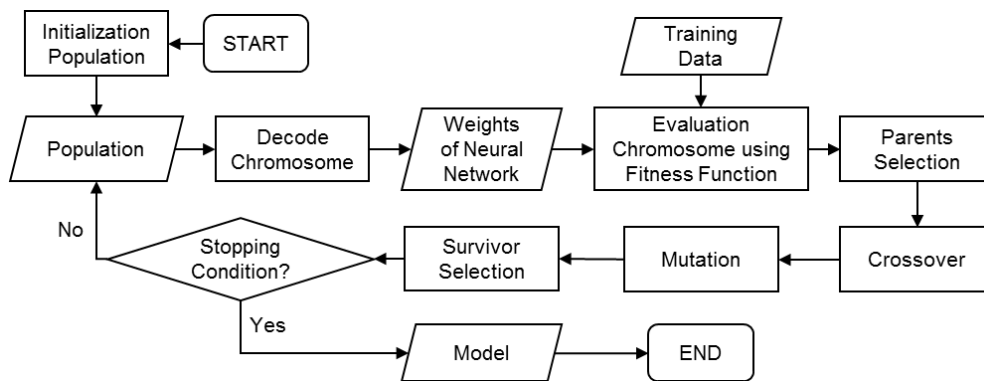 Initialization
Population
START
Training
Data
Population
Decode
Chromosome
Weights
of Neural
Network
Evaluation
Chromosome using
Fitness Function
Parents
Selection
No
Stopping
Condition?
Survivor
Selection
Mutation
Crossover
Yes
Model
END